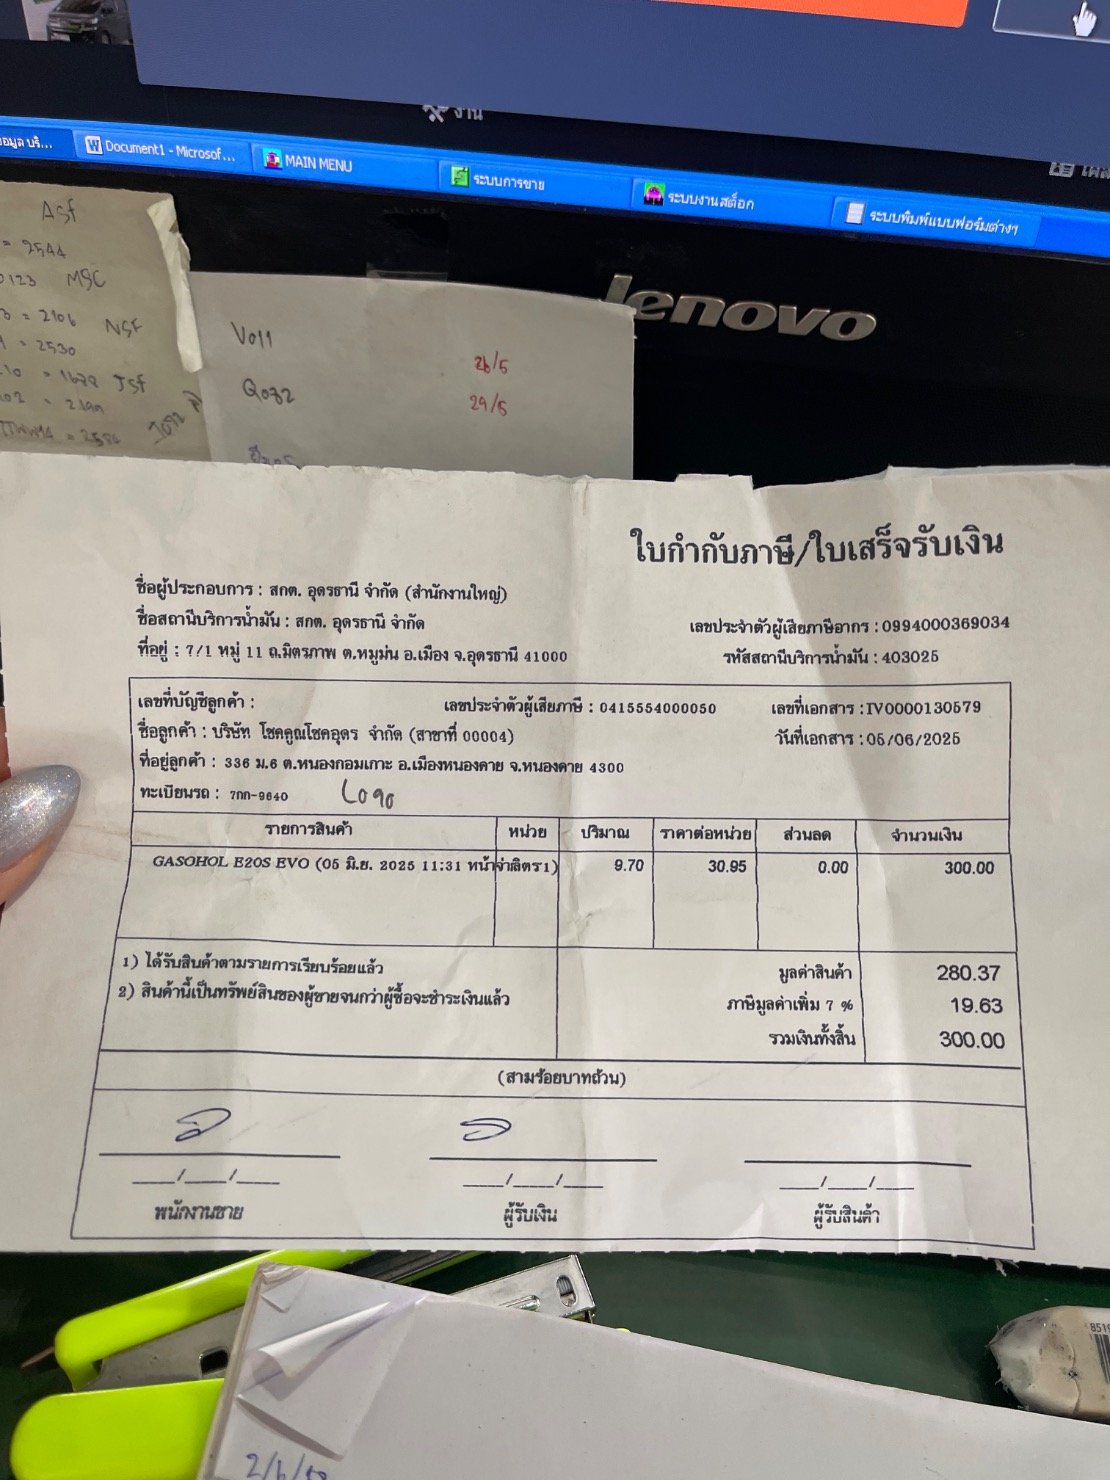 งาน
Document1 - Microsof...
MAIN MENU
ระบบการขาย
ระบบงานสต็อก
ระบบพิมพ์แบบฟอร์มต่างๆ
lenovo
Asf
= 2544
0123 MSC
= 2106 NSF
= 2530
= 1678 JSf
Vo11 26/5
Q032 29/5
ใบกำกับภาษี/ใบเสร็จรับเงิน
ชื่อผู้ประกอบการ : สกต. อุดรธานี จำกัด (สำนักงานใหญ่)
ชื่อสถานีบริการน้ำมัน : สกต. อุดรธานี จำกัด
เลขประจำตัวผู้เสียภาษีอากร : 0994000369034
ที่อยู่ : 7/1 หมู่ 11 ถ.มิตรภาพ ต.หมูม่น อ.เมือง จ.อุดรธานี 41000
รหัสสถานีบริการน้ำมัน : 403025
เลขที่บัญชีลูกค้า : เลขประจำตัวผู้เสียภาษี : 0415554000050 เลขที่เอกสาร : IV0000130579
ชื่อลูกค้า : บริษัท โชคคูณโชคอุดร จำกัด (สาขาที่ 00004) วันที่เอกสาร : 05/06/2025
ที่อยู่ลูกค้า : 336 ม.6 ต.หนองกอมเกาะ อ.เมืองหนองคาย จ.หนองคาย 4300
ทะเบียนรถ : 7กก-9640 Logo
รายการสินค้า หน่วย ปริมาณ ราคาต่อหน่วย ส่วนลด จำนวนเงิน
GASOHOL E20S EVO (05 มิ.ย. 2025 11:31 หน้าจ่าลิตร1) 9.70 30.95 0.00 300.00
1) ได้รับสินค้าตามรายการเรียบร้อยแล้ว
2) สินค้านี้เป็นทรัพย์สินของผู้ขายจนกว่าผู้ซื้อจะชำระเงินแล้ว
มูลค่าสินค้า 280.37
ภาษีมูลค่าเพิ่ม 7 % 19.63
รวมเงินทั้งสิ้น 300.00
(สามร้อยบาทถ้วน)
___/___/___ ___/___/___ ___/___/___
พนักงานขาย ผู้รับเงิน ผู้รับสินค้า